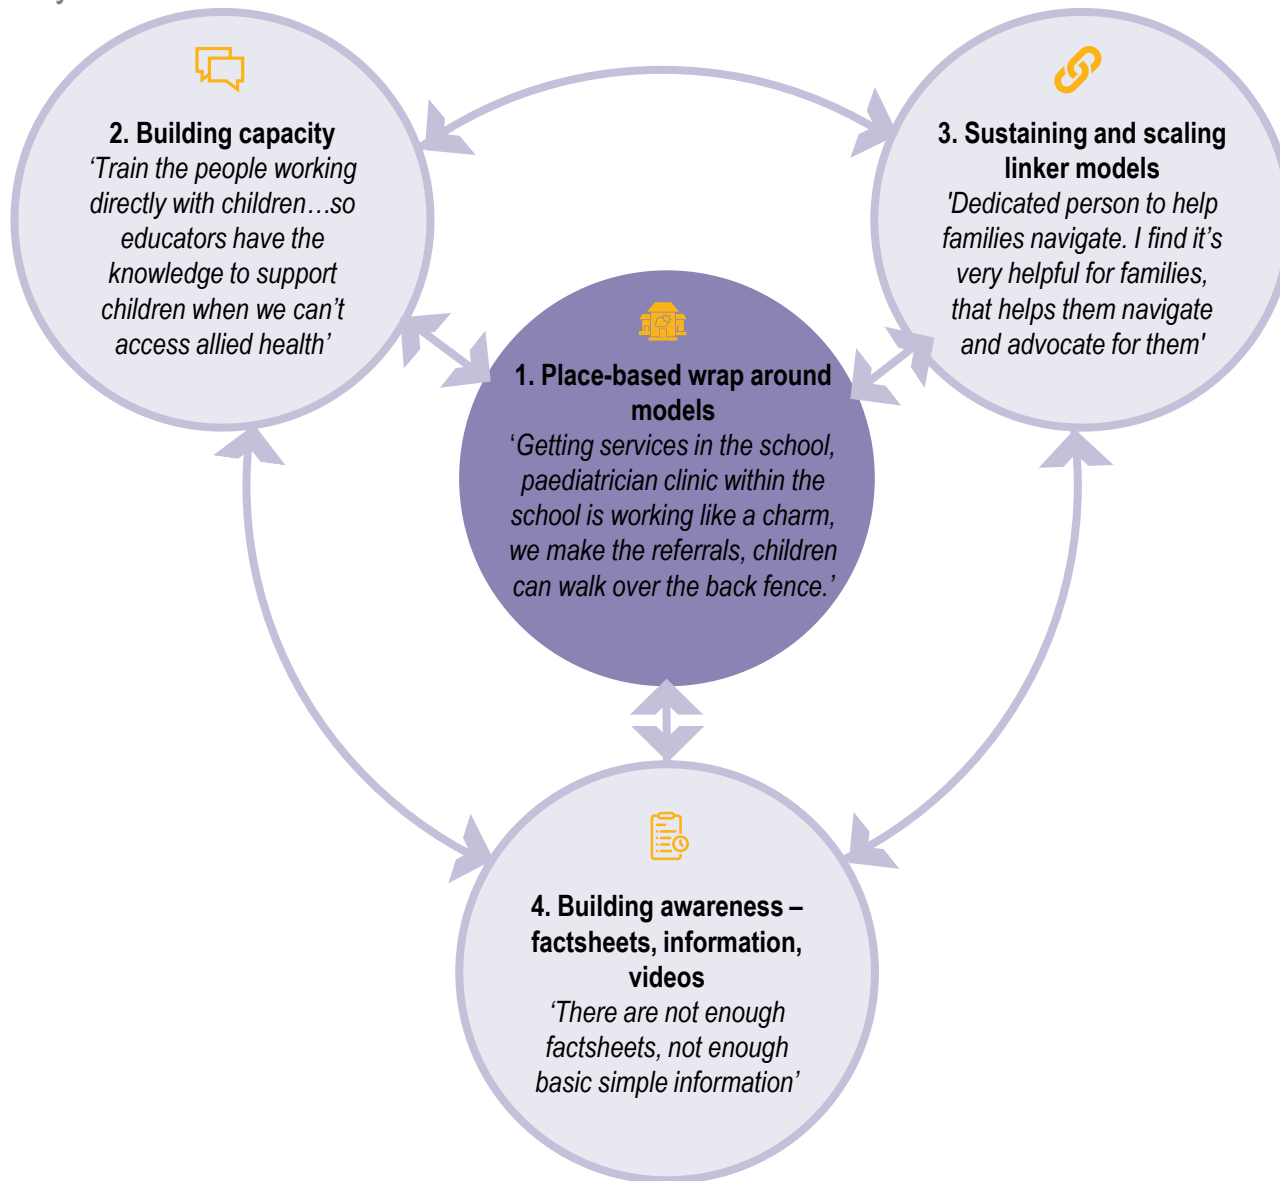 2. Building capacity
‘Train the people working
directly with children…so
educators have the
knowledge to support
children when we can’t
access allied health’
3. Sustaining and scaling
linker models
'Dedicated person to help
families navigate. I find it’s
very helpful for families,
that helps them navigate
and advocate for them'
1. Place-based wrap around
models
‘Getting services in the school,
paediatrician clinic within the
school is working like a charm,
we make the referrals, children
can walk over the back fence.’
4. Building awareness –
factsheets, information,
videos
‘There are not enough
factsheets, not enough
basic simple information’